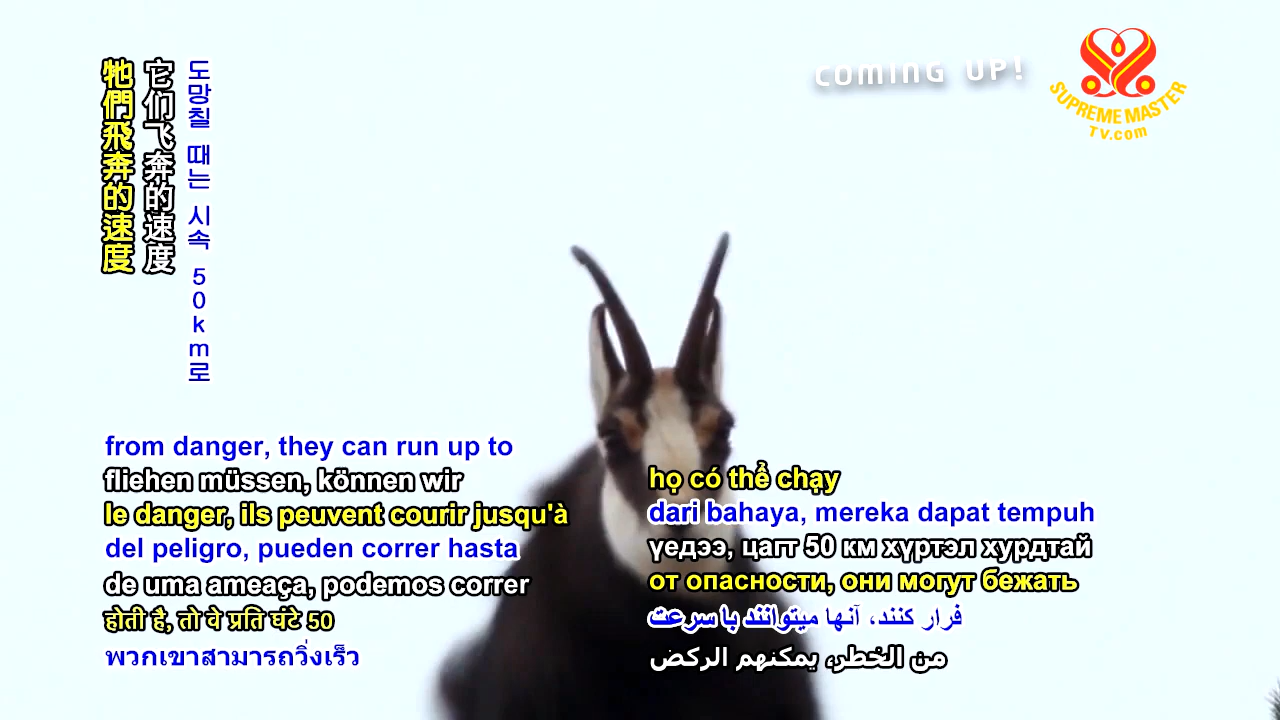 COMING UP!
SUPREME MASTER
TV.com
牠們飛奔的速度
它们飞奔的速度
도망칠 때는 시속 50km로
from danger, they can run up to
fliehen müssen, können wir
le danger, ils peuvent courir jusqu'à
del peligro, pueden correr hasta
de uma ameaça, podemos correr
होती है, तो वे प्रति घंटे 50
พวกเขาสามารถวิ่งเร็ว
họ có thể chạy
dari bahaya, mereka dapat tempuh
үедээ, цагт 50 км хүртэл хурдтай
от опасности, они могут бежать
فرار کنند، آنها میتوانند با سرعت
من الخطر، يمكنهم الركض